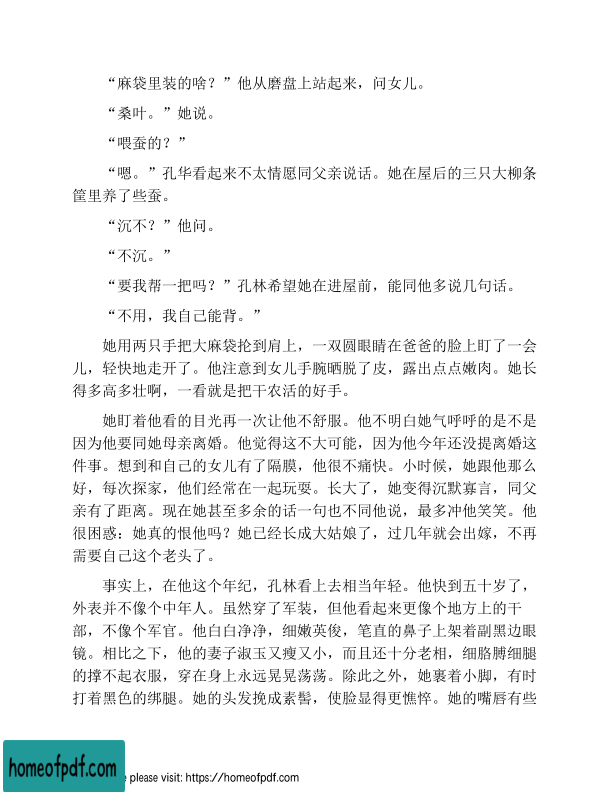 “麻袋里装的啥？”他从磨盘上站起来，问女儿。
“桑叶。”她说。
“喂蚕的？”
“嗯。”孔华看起来不太情愿同父亲说话。她在屋后的三只大柳条
筐里养了些蚕。
“沉不？”他问。
“不沉。”
“要我帮一把吗？”孔林希望她在进屋前，能同他多说几句话。
“不用，我自己能背。”
她用两只手把大麻袋抡到肩上，一双圆眼睛在爸爸的脸上盯了一会
儿，轻快地走开了。他注意到女儿手腕晒脱了皮，露出点点嫩肉。她长
得多高多壮啊，一看就是把干农活的好手。
她盯着他看的目光再一次让他不舒服。他不明白她气呼呼的是不是
因为他要同她母亲离婚。他觉得这不大可能，因为他今年还没提离婚这
件事。想到和自己的女儿有了隔膜，他很不痛快。小时候，她跟他那么
好，每次探家，他们经常在一起玩耍。长大了，她变得沉默寡言，同父
亲有了距离。现在她甚至多余的话一句也不同他说，最多冲他笑笑。他
很困惑：她真的恨他吗？她已经长成大姑娘了，过几年就会出嫁，不再
需要自己这个老头了。
事实上，在他这个年纪，孔林看上去相当年轻。他快到五十岁了，
外表并不像个中年人。虽然穿了军装，但他看起来更像个地方上的干
部，不像个军官。他白白净净，细嫩英俊，笔直的鼻子上架着副黑边眼
镜。相比之下，他的妻子淑玉又瘦又小，而且还十分老相，细胳膊细腿
的撑不起衣服，穿在身上永远晃晃荡荡。除此之外，她裹着小脚，有时
打着黑色的绑腿。她的头发挽成素髻，使脸显得更憔悴。她的嘴唇有些
homeofpdf.com
e please visit: https://homeofpdf.com